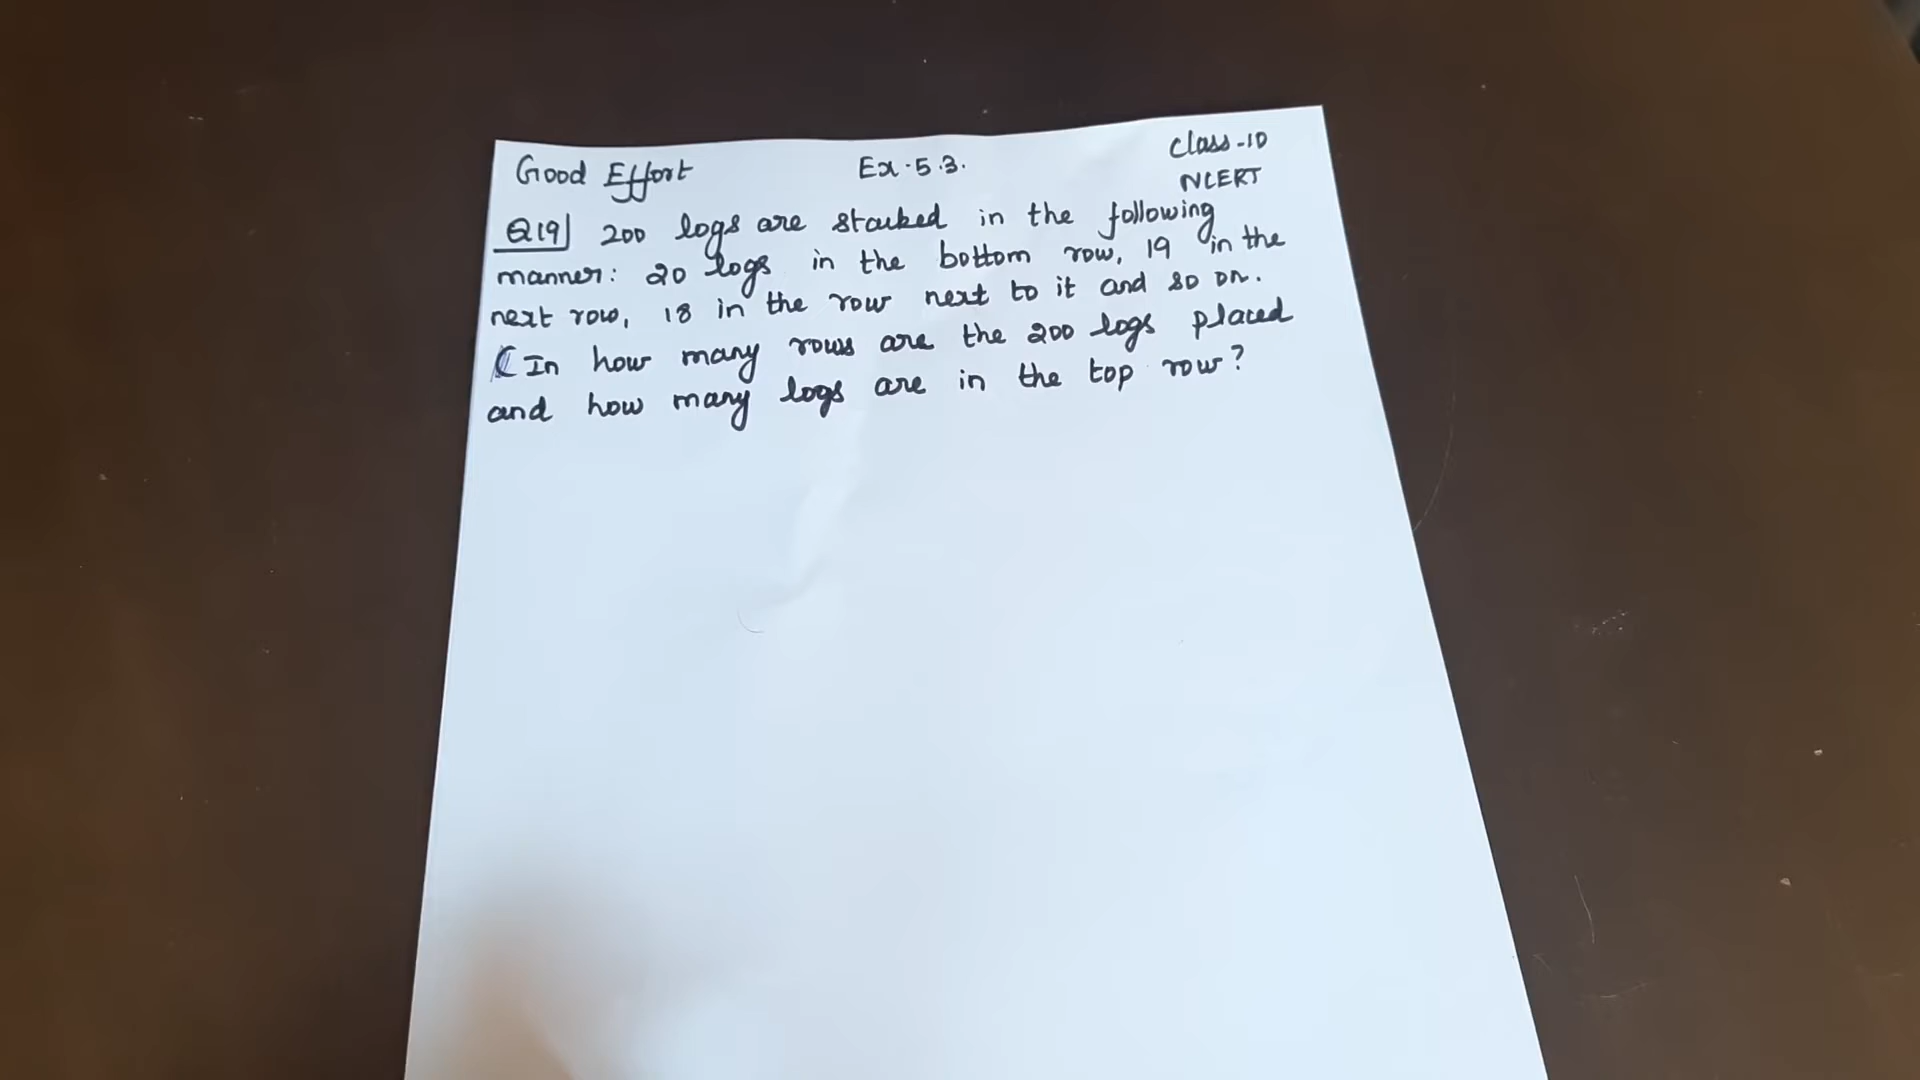 Good Effort Ex. 5.3. Class-10
NCERT
Q19 200 logs are stacked in the following
manner: 20 logs in the bottom row, 19 in the
next row, 18 in the row next to it and so on.
(In how many rows are the 200 logs placed
and how many logs are in the top row?